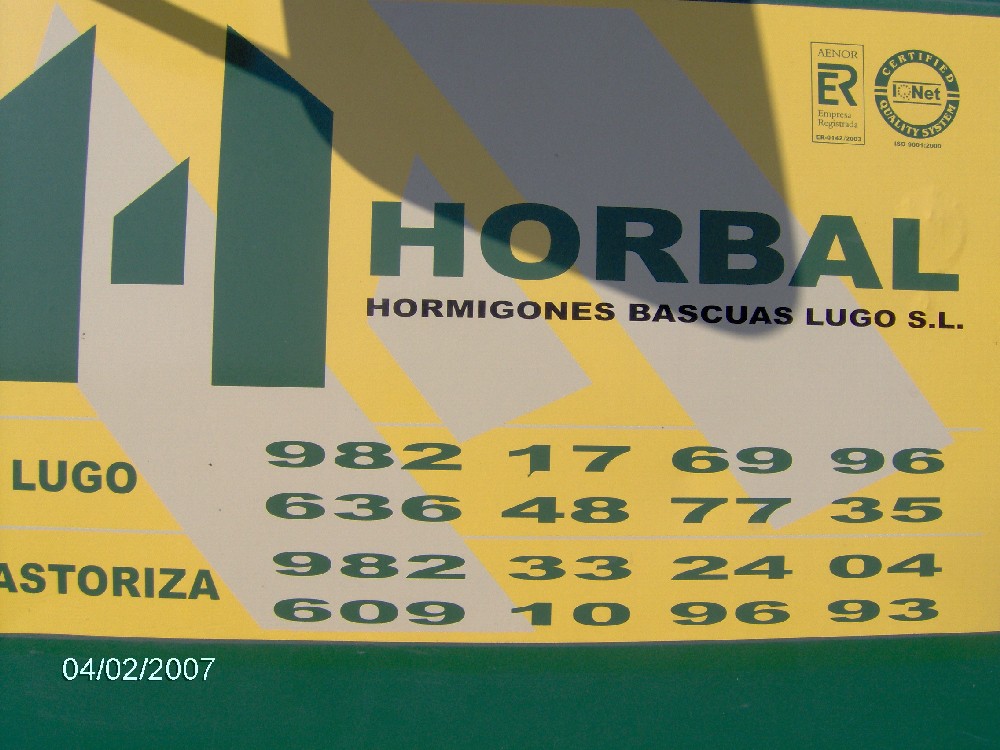 AENOR
ER
Empresa
Registrada
ER-0142/2003
CERTIFIED
IQNet
QUALITY SYSTEM
ISO 9001:2000
HORBAL
HORMIGONES BASCUAS LUGO S.L.
LUGO 982 17 69 96
636 48 77 35
ASTORIZA 982 33 24 04
609 10 96 93
04/02/2007